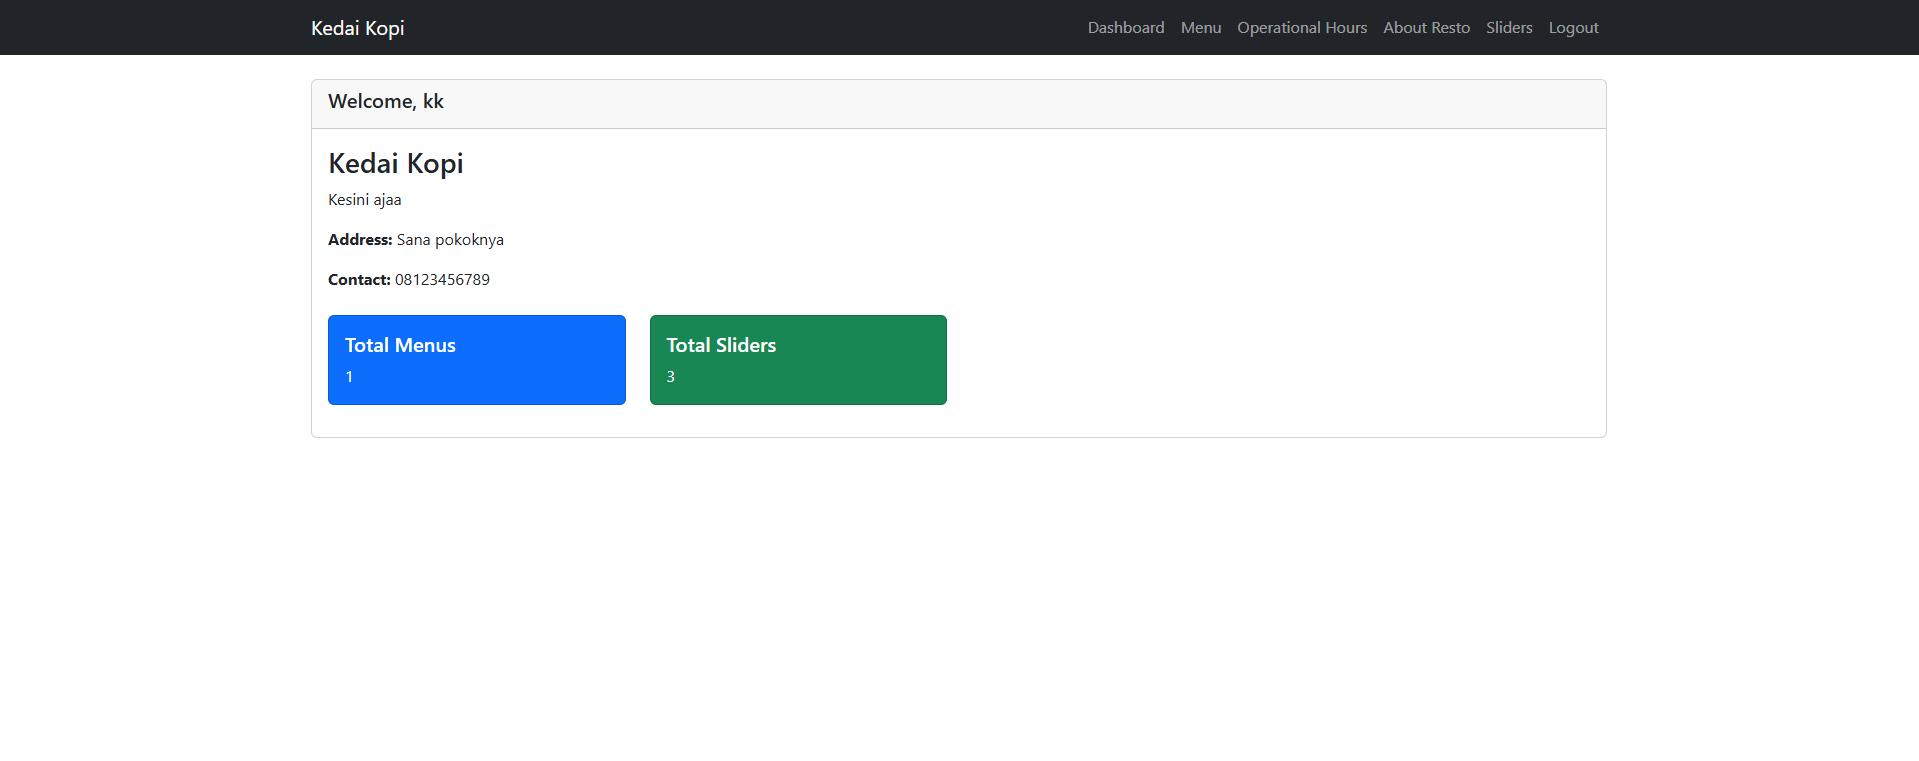 Kedai Kopi
Dashboard Menu Operational Hours About Resto Sliders Logout
Welcome, kk
Kedai Kopi
Kesini ajaa
Address: Sana pokoknya
Contact: 08123456789
Total Menus
1
Total Sliders
3